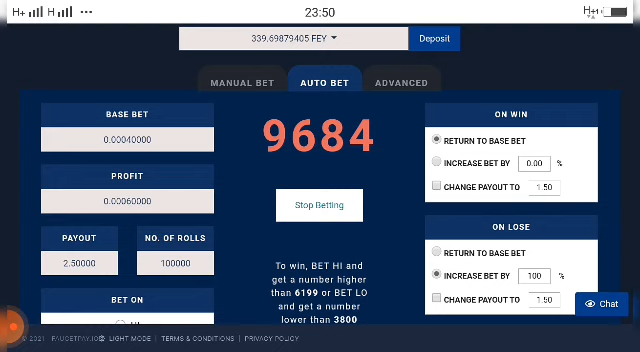 H+ H ... 23:50 H+
339.69879405 FEY Deposit
MANUAL BET AUTO BET ADVANCED
BASE BET
0.00040000
PROFIT
0.00060000
PAYOUT NO. OF ROLLS
2.50000 100000
BET ON
9684
Stop Betting
To win, BET HI and
get a number higher
than 6199 or BET LO
and get a number
lower than 3800
ON WIN
RETURN TO BASE BET
INCREASE BET BY 0.00 %
CHANGE PAYOUT TO 1.50
ON LOSE
RETURN TO BASE BET
INCREASE BET BY 100 %
CHANGE PAYOUT TO 1.50
Chat
© 2021 - FAUCETPAY.IO LIGHT MODE | TERMS & CONDITIONS | PRIVACY POLICY